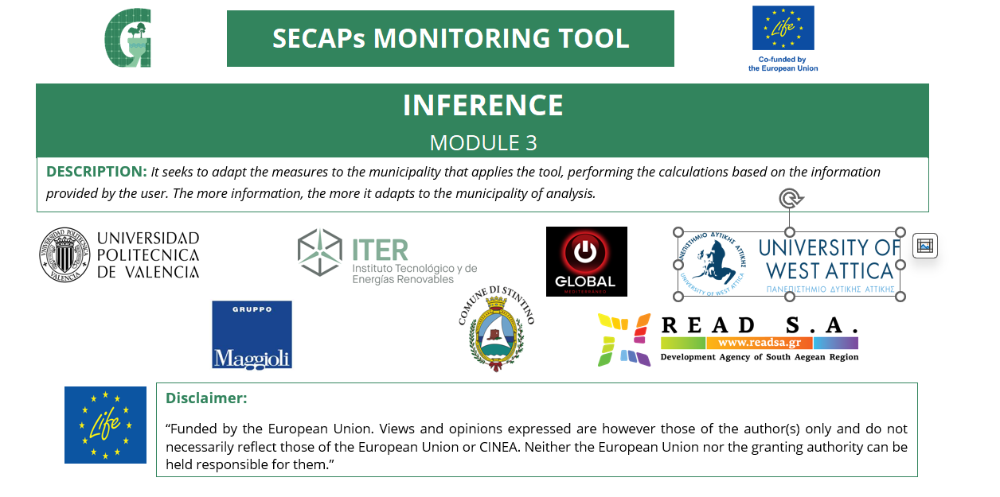 SECAPs MONITORING TOOL
Life
Co-funded by
the European Union
INFERENCE
MODULE 3
DESCRIPTION: It seeks to adapt the measures to the municipality that applies the tool, performing the calculations based on the information
provided by the user. The more information, the more it adapts to the municipality of analysis.
UNIVERSIDAD POLITECNICA
VALENCIA
UNIVERSIDAD
POLITECNICA
DE VALENCIA
ITER
Instituto Tecnológico y de
Energías Renovables
GLOBAL
MEDITERRÁNEO
ΠΑΝΕΠΙΣΤΗΜΙΟ ΔΥΤΙΚΗΣ ΑΤΤΙΚΗΣ
UNIVERSITY OF WEST ATTICA
UNIVERSITY OF
WEST ATTICA
ΠΑΝΕΠΙΣΤΗΜΙΟ ΔΥΤΙΚΗΣ ΑΤΤΙΚΗΣ
GRUPPO
Maggioli
COMUNE DI STINTINO
READ S.A.
www.readsa.gr
Development Agency of South Aegean Region
Life
Disclaimer:
“Funded by the European Union. Views and opinions expressed are however those of the author(s) only and do not
necessarily reflect those of the European Union or CINEA. Neither the European Union nor the granting authority can be
held responsible for them.”